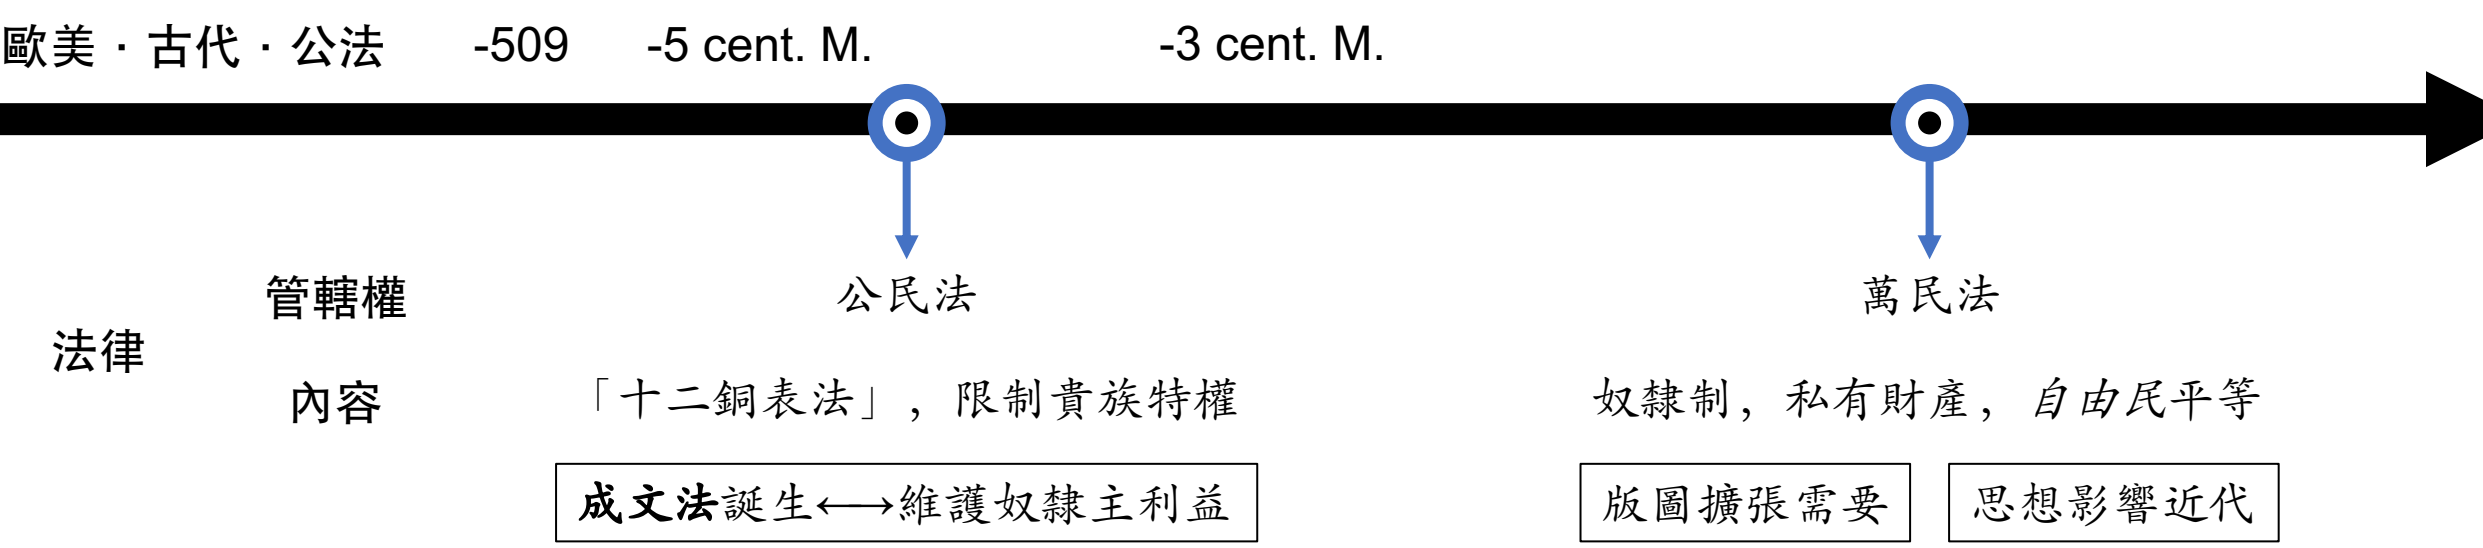 歐美·古代·公法 -509 -5 cent. M. -3 cent. M.
管轄權 公民法 萬民法
法律
內容 「十二銅表法」，限制貴族特權 奴隸制，私有財產，自由民平等
成文法誕生⟷維護奴隸主利益 版圖擴張需要 思想影響近代